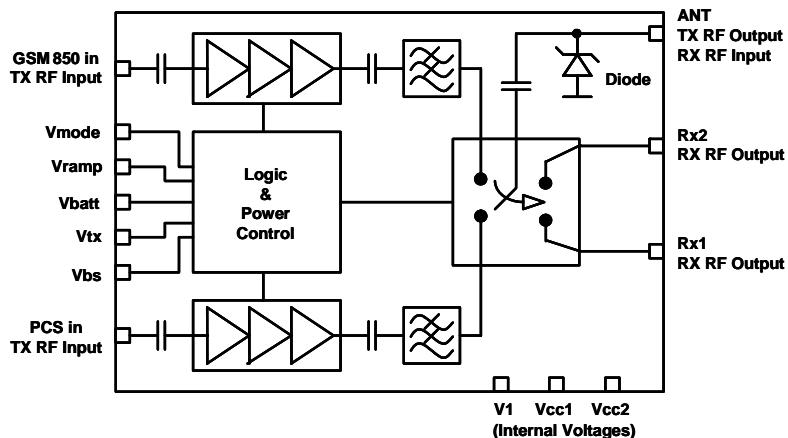 GSM 850 in
TX RF Input
Vmode
Vramp
Vbatt
Vtx
Vbs
PCS in
TX RF Input
Logic
&
Power
Control
Diode
ANT
TX RF Output
RX RF Input
Rx2
RX RF Output
Rx1
RX RF Output
V1 Vcc1 Vcc2
(Internal Voltages)